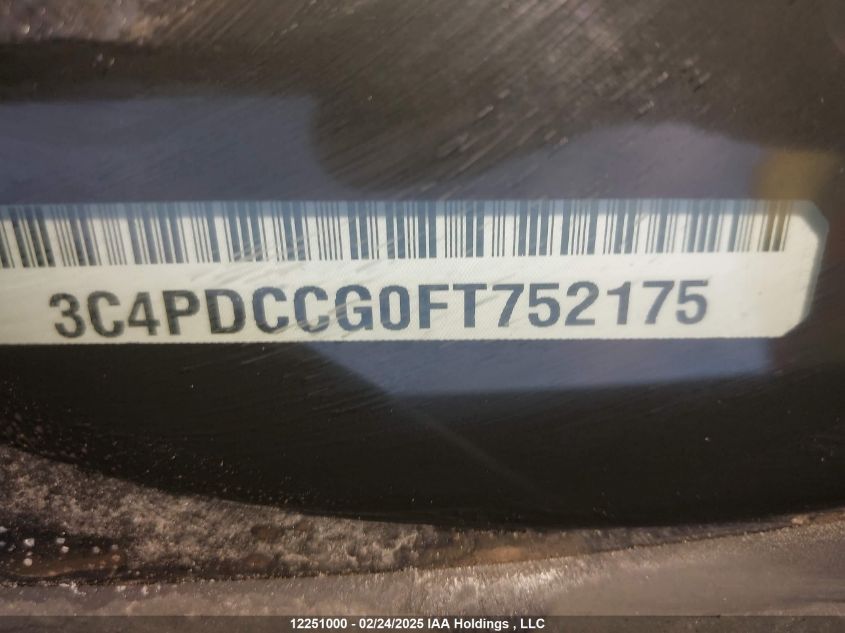 3C4PDCCG0FT752175
12251000 - 02/24/2025 IAA Holdings , LLC